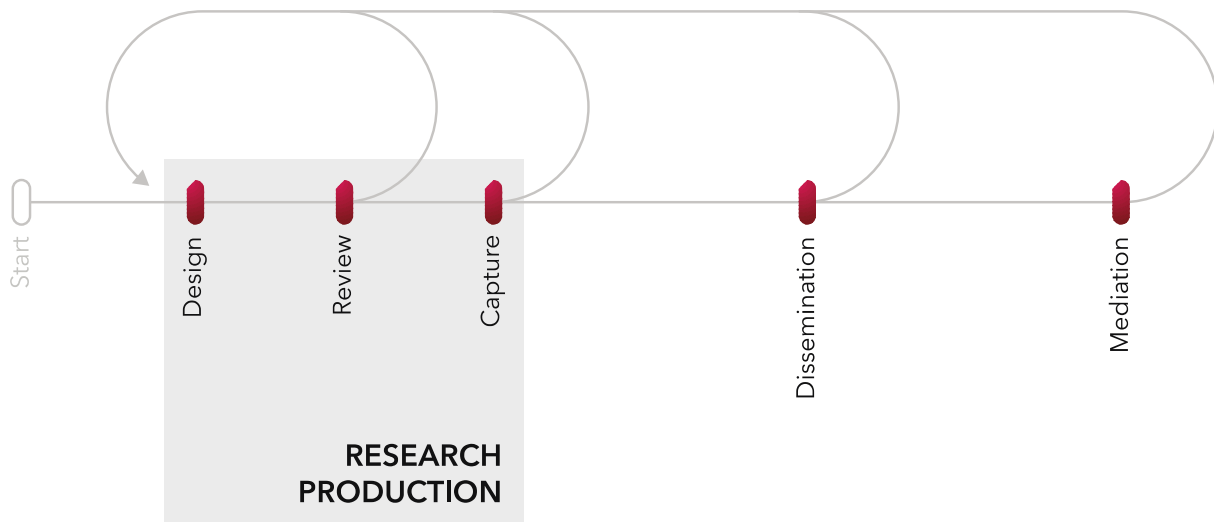 Start
Design
Review
Capture
Dissemination
Mediation
RESEARCH
PRODUCTION